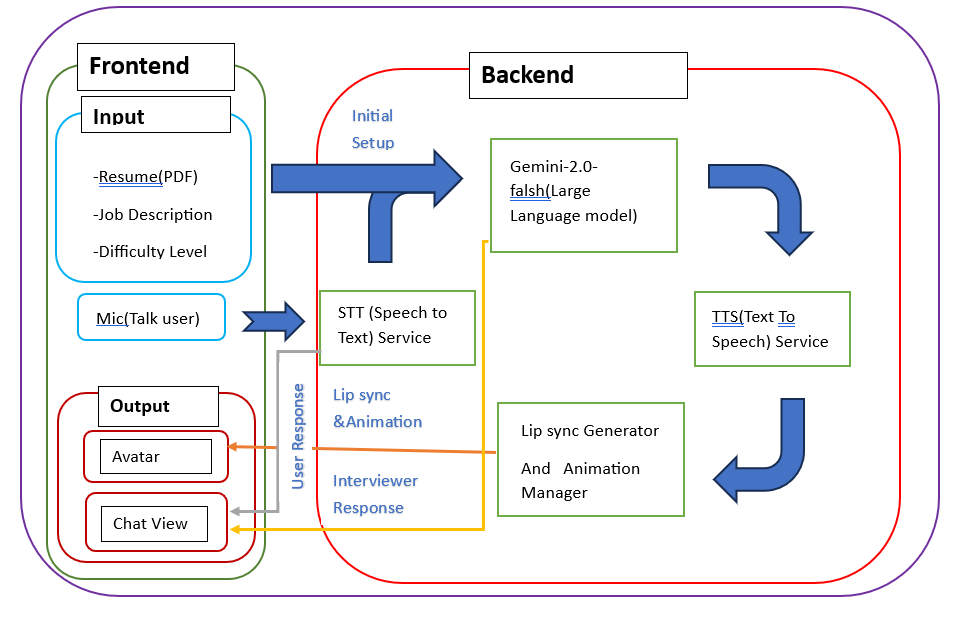 Frontend
Input
-Resume(PDF)
-Job Description
-Difficulty Level
Mic(Talk user)
Output
Avatar
Chat View
Backend
Initial
Setup
Gemini-2.0-
falsh(Large
Language model)
STT (Speech to
Text) Service
TTS(Text To
Speech) Service
User Response
Lip sync
&Animation
Interviewer
Response
Lip sync Generator
And Animation
Manager